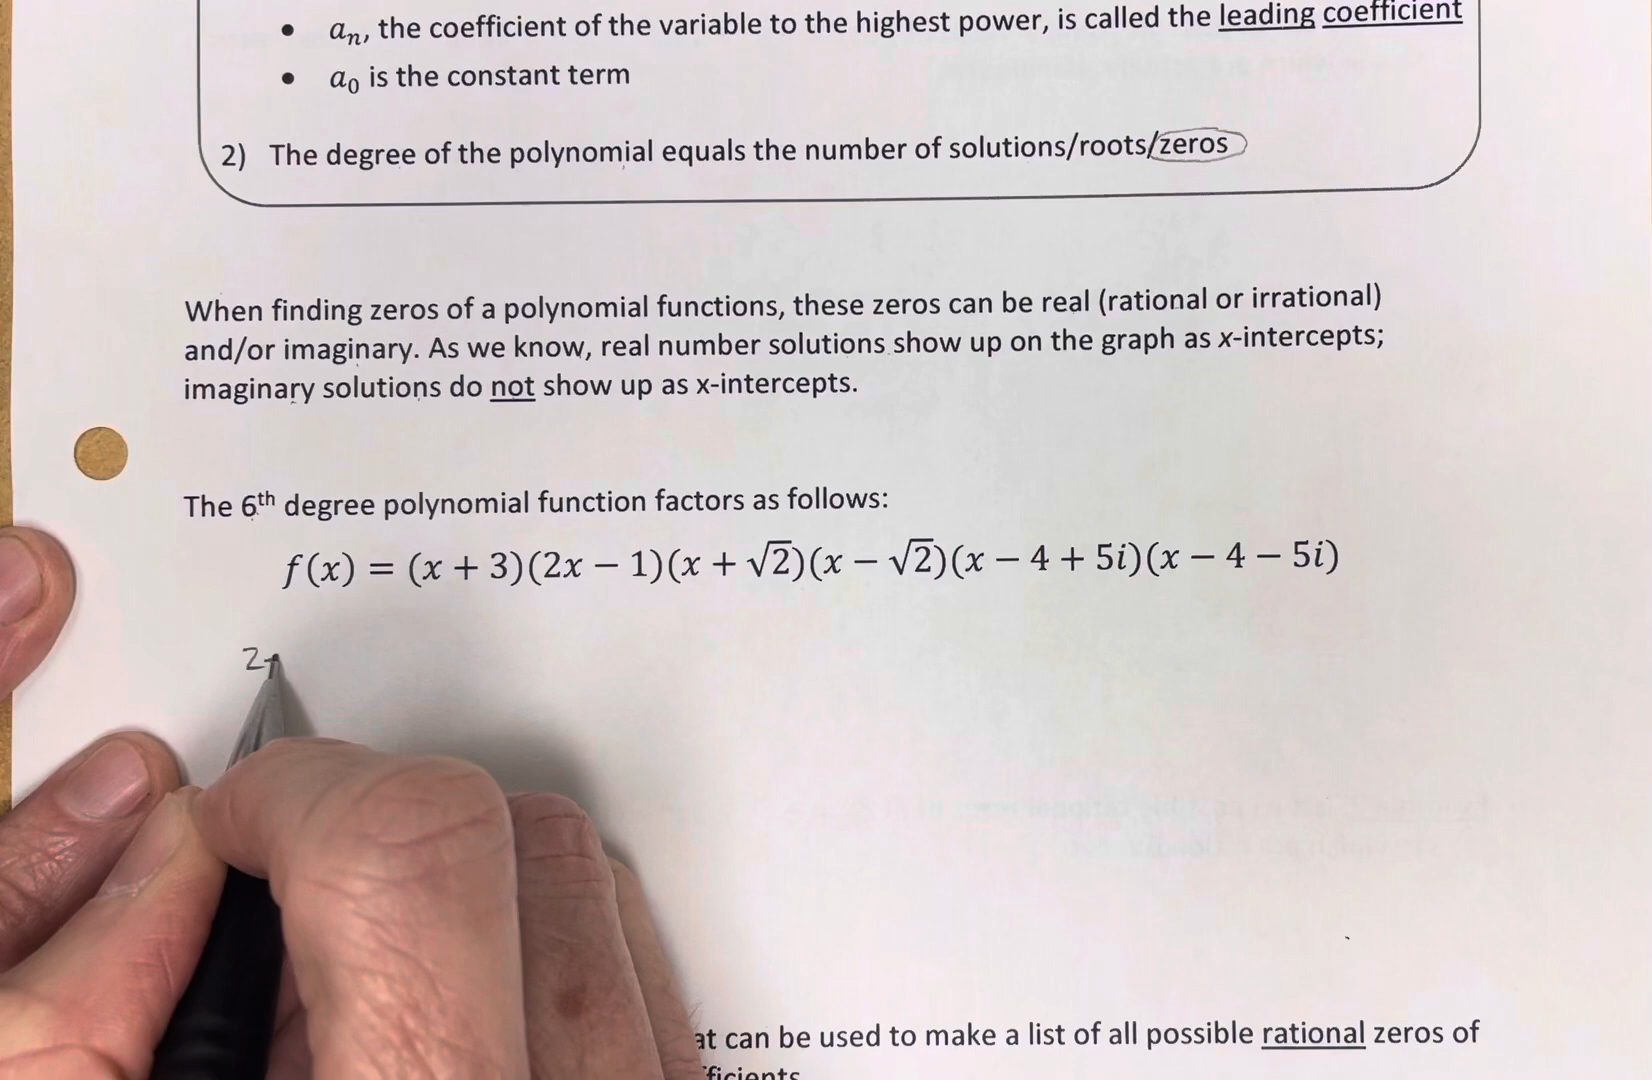 • aₙ, the coefficient of the variable to the highest power, is called the leading coefficient
• a₀ is the constant term
2) The degree of the polynomial equals the number of solutions/roots/zeros
When finding zeros of a polynomial functions, these zeros can be real (rational or irrational)
and/or imaginary. As we know, real number solutions show up on the graph as x-intercepts;
imaginary solutions do not show up as x-intercepts.
The 6th degree polynomial function factors as follows:
f(x) = (x + 3)(2x − 1)(x + √2)(x − √2)(x − 4 + 5i)(x − 4 − 5i)
can be used to make a list of all possible rational zeros of